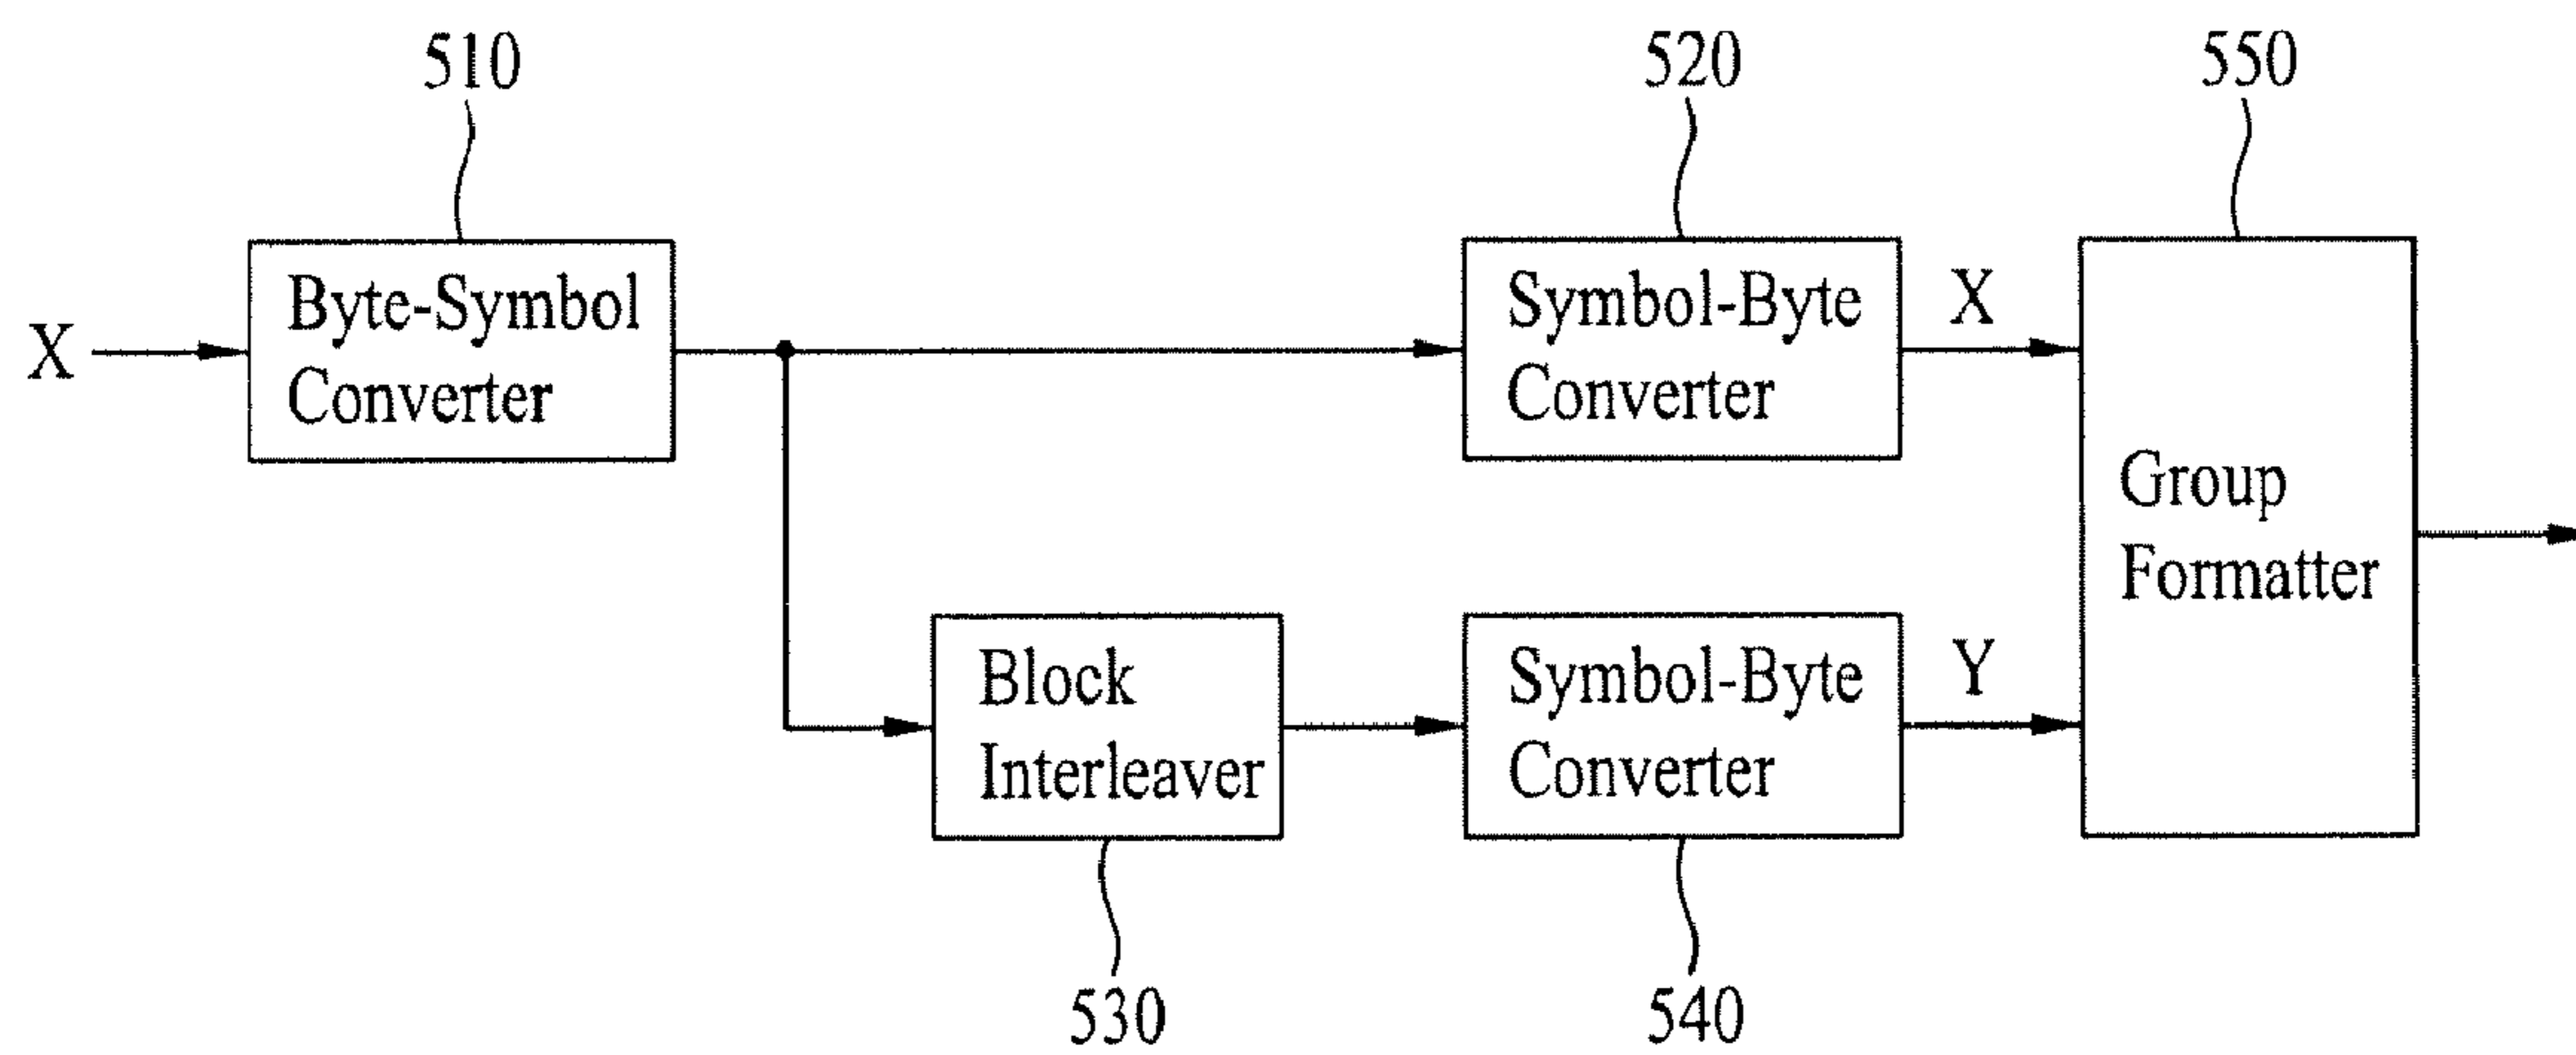 510
520
550
X
Byte-Symbol
Converter
Symbol-Byte
Converter
X
Group
Formatter
Block
Interleaver
Symbol-Byte
Converter
Y
530
540